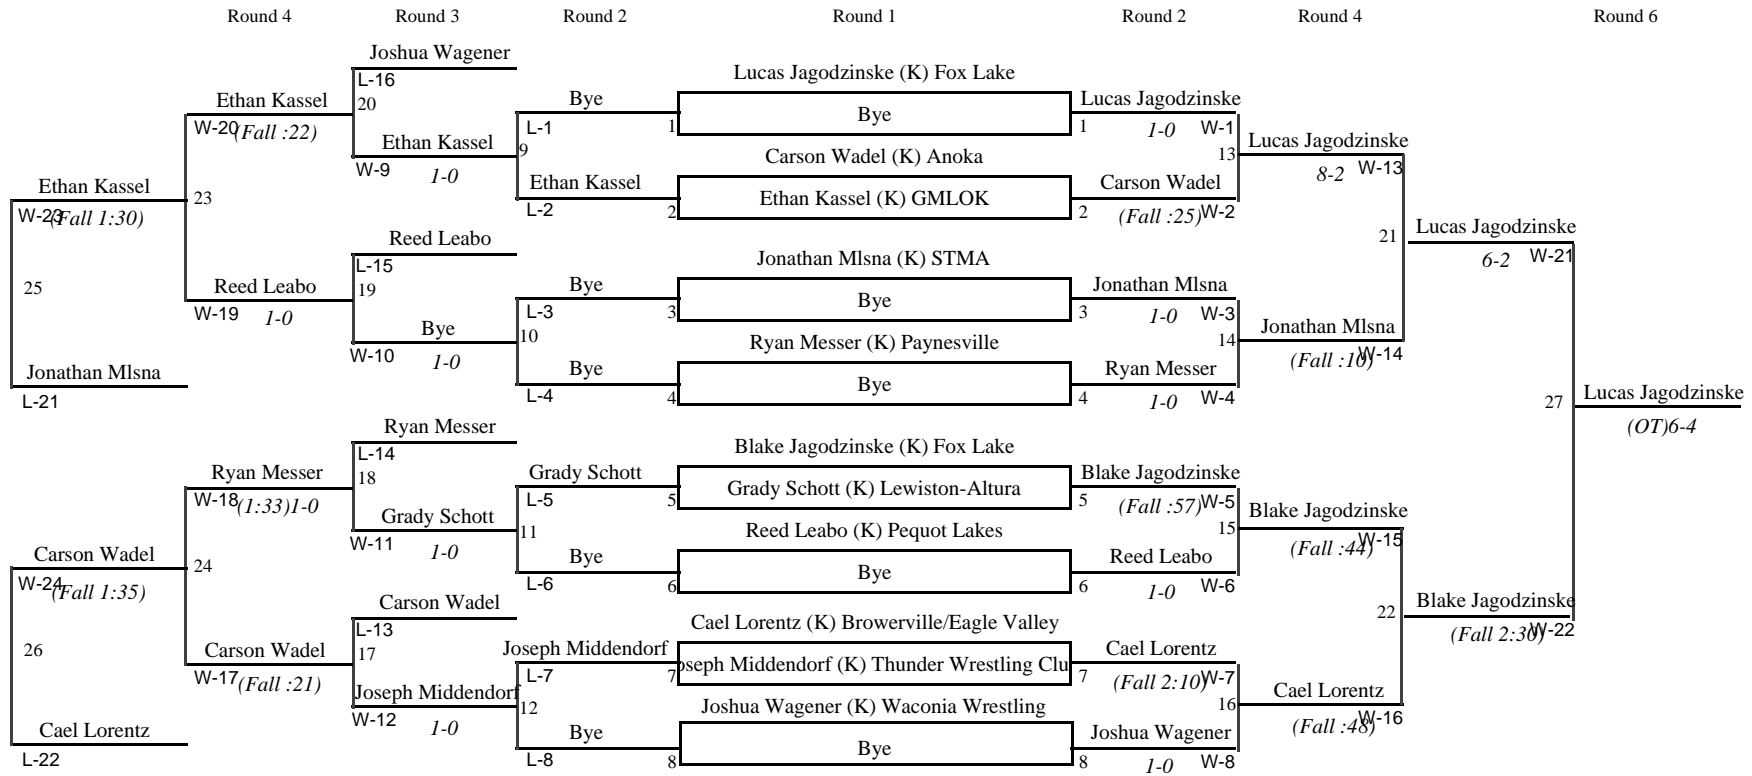 Round 4 Round 3 Round 2 Round 1 Round 2 Round 4 Round 6
Joshua Wagener
L-16
20
Ethan Kassel
W-20 (Fall :22)
Ethan Kassel
W-9 1-0
Bye
L-1
9
Ethan Kassel
L-2
Lucas Jagodzinske (K) Fox Lake
1 Bye 1
Carson Wadel (K) Anoka
2 Ethan Kassel (K) GMLOK 2
Lucas Jagodzinske
1-0 W-1
Carson Wadel
(Fall :25) W-2
13
Lucas Jagodzinske
8-2 W-13
Ethan Kassel
W-23 (Fall 1:30)
23
25
Reed Leabo
L-15
19
Reed Leabo
W-19 1-0
Bye
W-10 1-0
Bye
L-3
10
Bye
L-4
Jonathan Mlsna (K) STMA
3 Bye 3
Ryan Messer (K) Paynesville
4 Bye 4
Jonathan Mlsna
1-0 W-3
Ryan Messer
1-0 W-4
14
Jonathan Mlsna
(Fall :10) W-14
21
Lucas Jagodzinske
6-2 W-21
Jonathan Mlsna
L-21
27
Lucas Jagodzinske
(OT)6-4
Ryan Messer
L-14
18
Ryan Messer
W-18 (1:33)1-0
Grady Schott
W-11 1-0
Grady Schott
L-5
11
Bye
L-6
Blake Jagodzinske (K) Fox Lake
5 Grady Schott (K) Lewiston-Altura 5
Reed Leabo (K) Pequot Lakes
6 Bye 6
Blake Jagodzinske
(Fall :57) W-5
Reed Leabo
1-0 W-6
15
Blake Jagodzinske
(Fall :44) W-15
Carson Wadel
W-24 (Fall 1:35)
24
26
Carson Wadel
L-13
17
Carson Wadel
W-17 (Fall :21)
Joseph Middendorf
W-12 1-0
Joseph Middendorf
L-7
12
Bye
L-8
Cael Lorentz (K) Browerville/Eagle Valley
7 oseph Middendorf (K) Thunder Wrestling Clu 7
Joshua Wagener (K) Waconia Wrestling
8 Bye 8
Cael Lorentz
(Fall 2:10) W-7
Joshua Wagener
1-0 W-8
16
Cael Lorentz
(Fall :48) W-16
22
Blake Jagodzinske
(Fall 2:30) W-22
Cael Lorentz
L-22